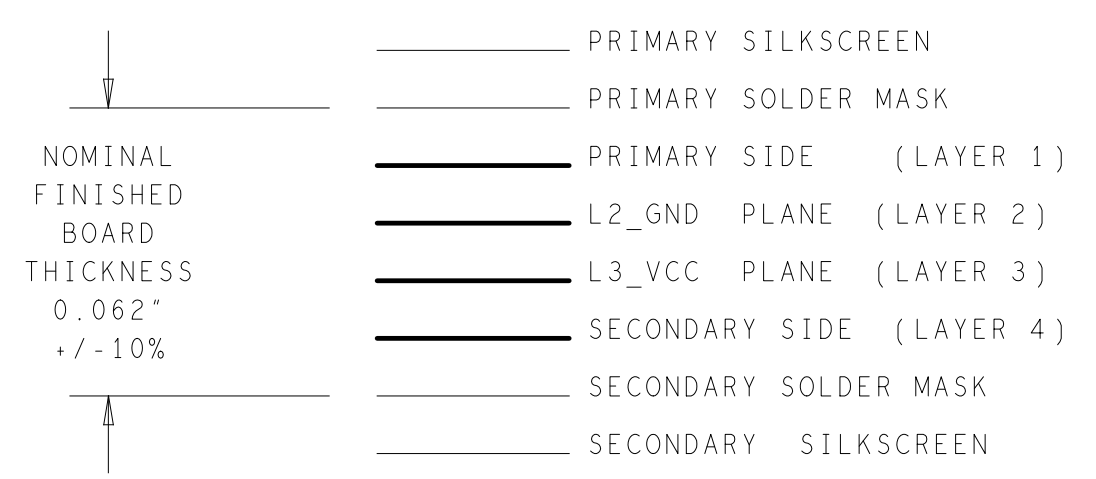 PRIMARY SILKSCREEN
PRIMARY SOLDER MASK
PRIMARY SIDE (LAYER 1)
L2_GND PLANE (LAYER 2)
L3_VCC PLANE (LAYER 3)
SECONDARY SIDE (LAYER 4)
SECONDARY SOLDER MASK
SECONDARY SILKSCREEN
NOMINAL
FINISHED
BOARD
THICKNESS
0.062"
+/-10%